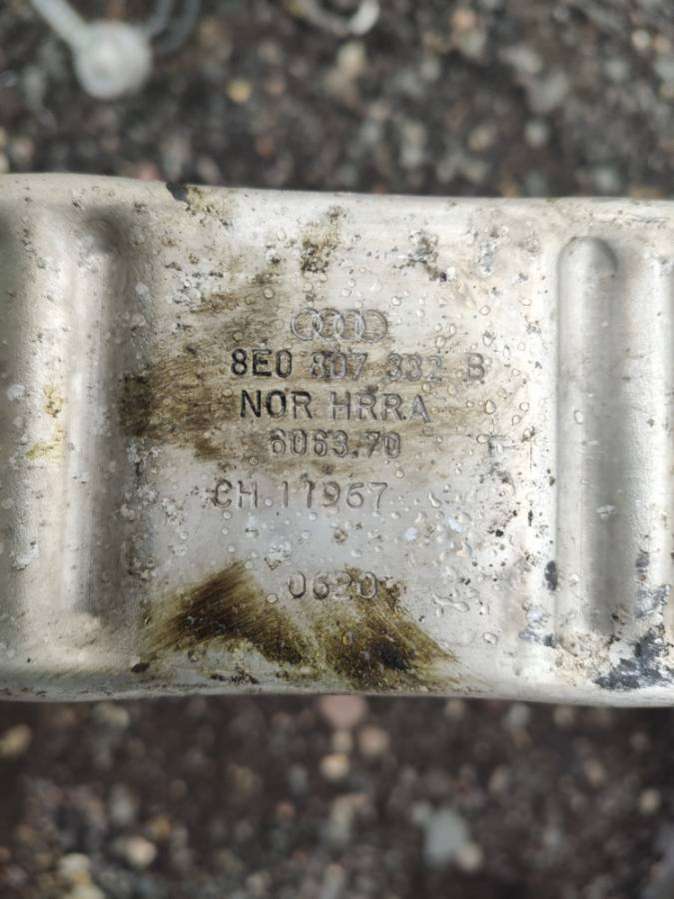 8E0 807 332 B
NOR HRRA
6063.70
CH.11967
0620